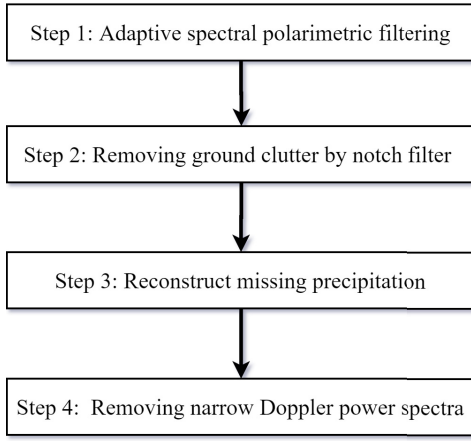 Step 1: Adaptive spectral polarimetric filtering
Step 2: Removing ground clutter by notch filter
Step 3: Reconstruct missing precipitation
Step 4: Removing narrow Doppler power spectra